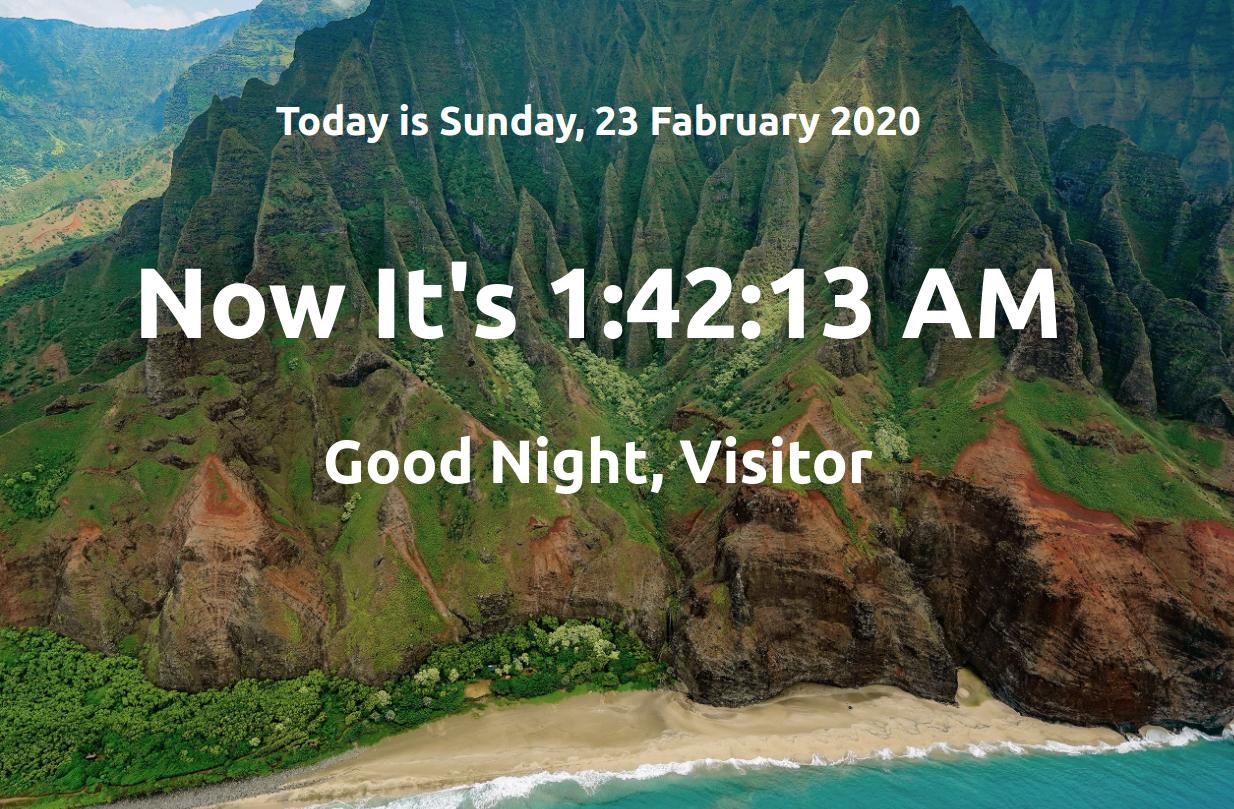 Today is Sunday, 23 Fabruary 2020
Now It's 1:42:13 AM
Good Night, Visitor